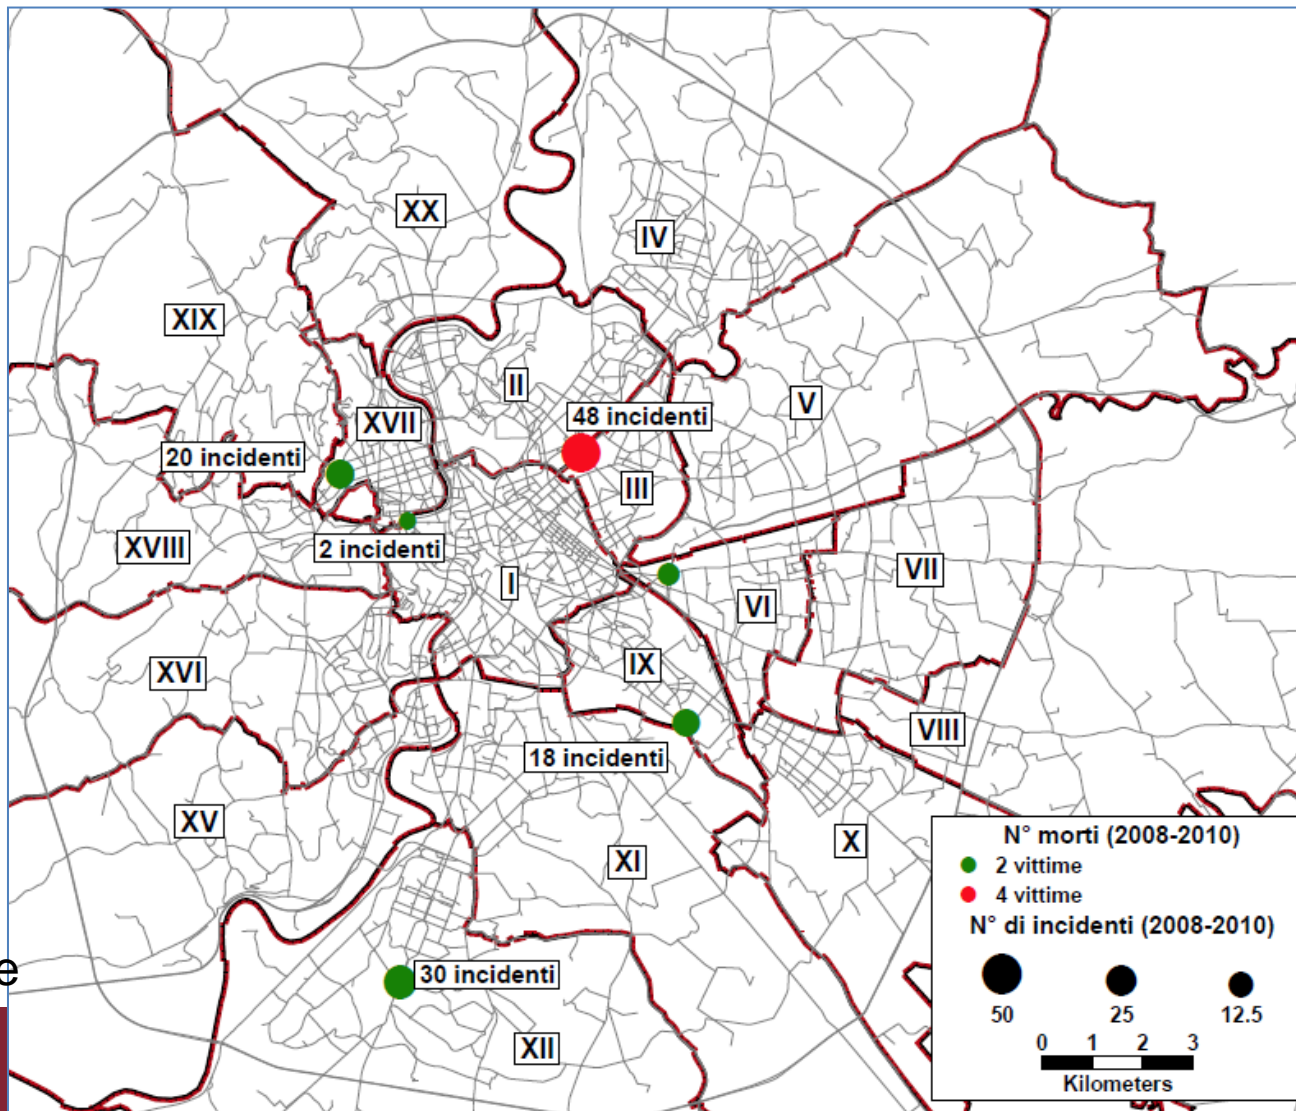 XX
IV
XIX
II
V
XVII
48 incidenti
20 incidenti
III
XVIII
2 incidenti
VII
I
VI
IX
XVI
VIII
18 incidenti
XV
X
XI
30 incidenti
XII
e
N° morti (2008-2010)
2 vittime
4 vittime
N° di incidenti (2008-2010)
50 25 12.5
0 1 2 3
Kilometers